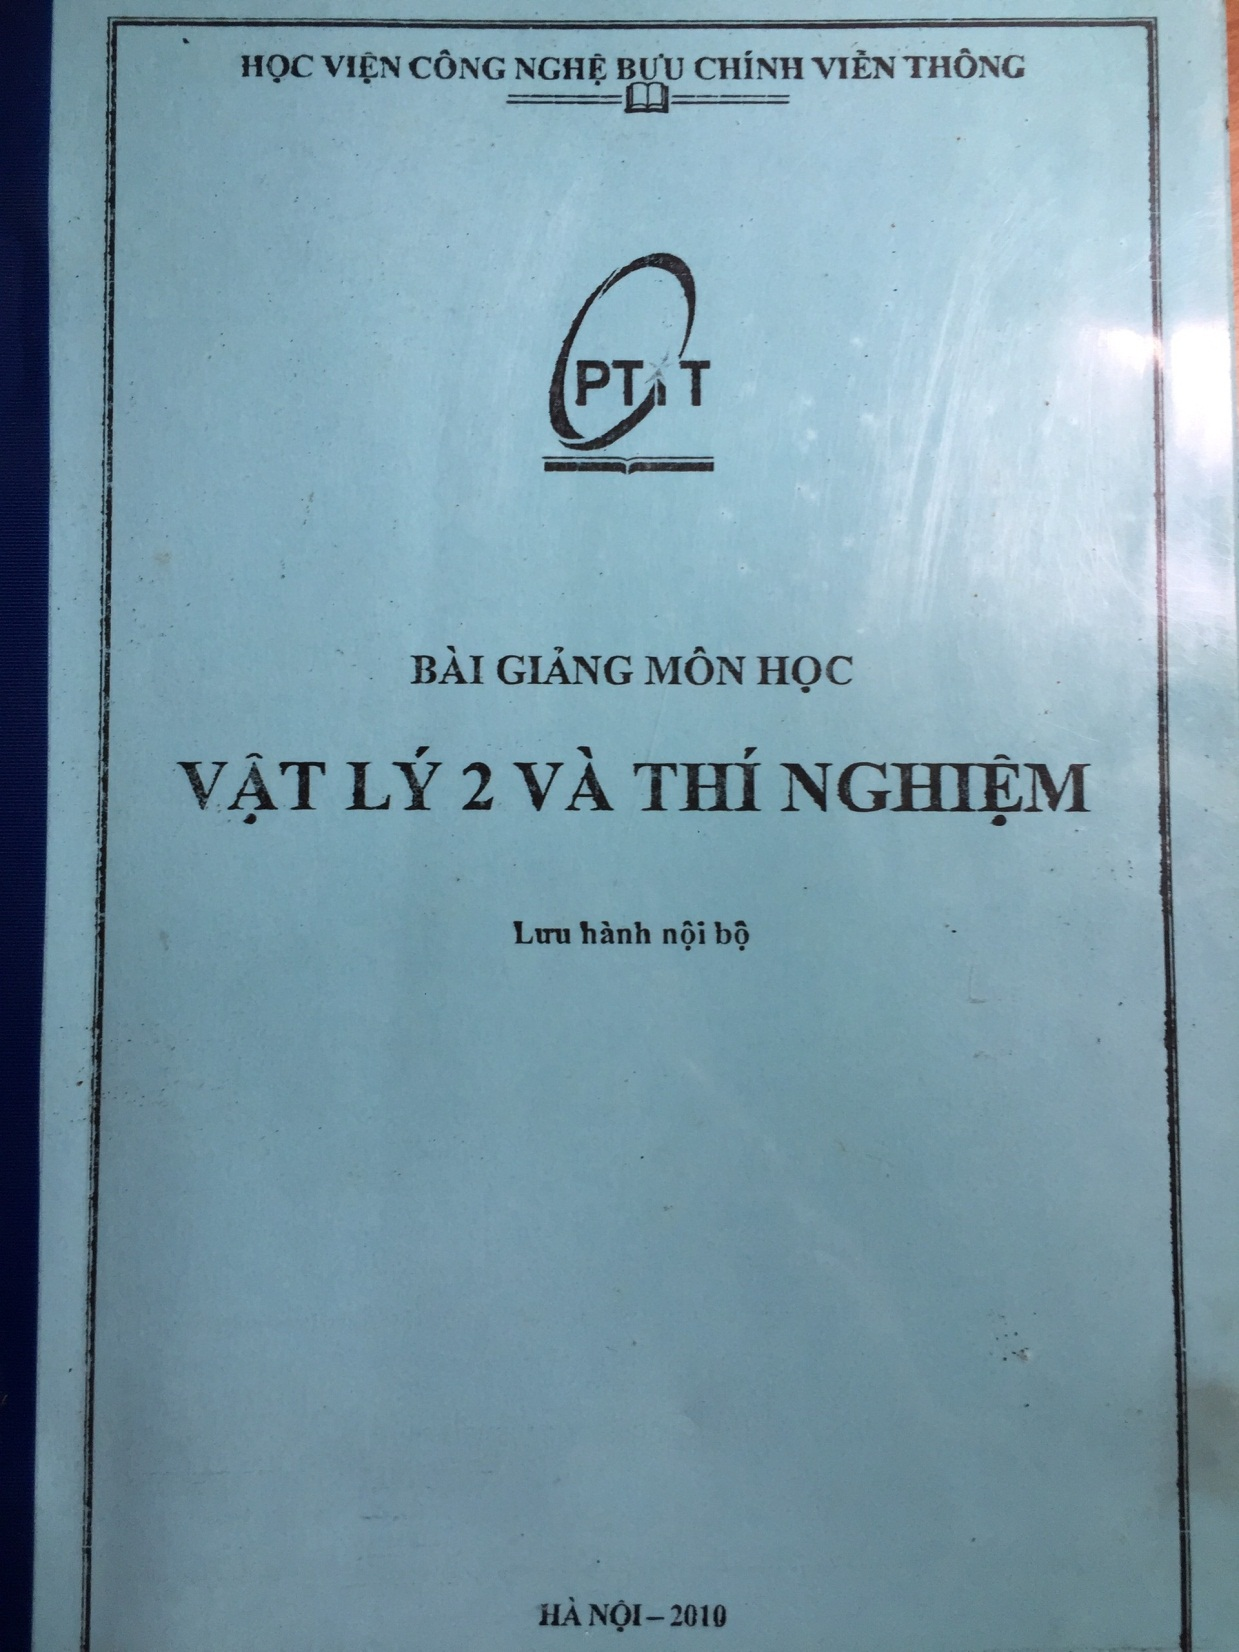 HỌC VIỆN CÔNG NGHỆ BƯU CHÍNH VIỄN THÔNG
PTIT
BÀI GIẢNG MÔN HỌC
VẬT LÝ 2 VÀ THÍ NGHIỆM
Lưu hành nội bộ
HÀ NỘI – 2010